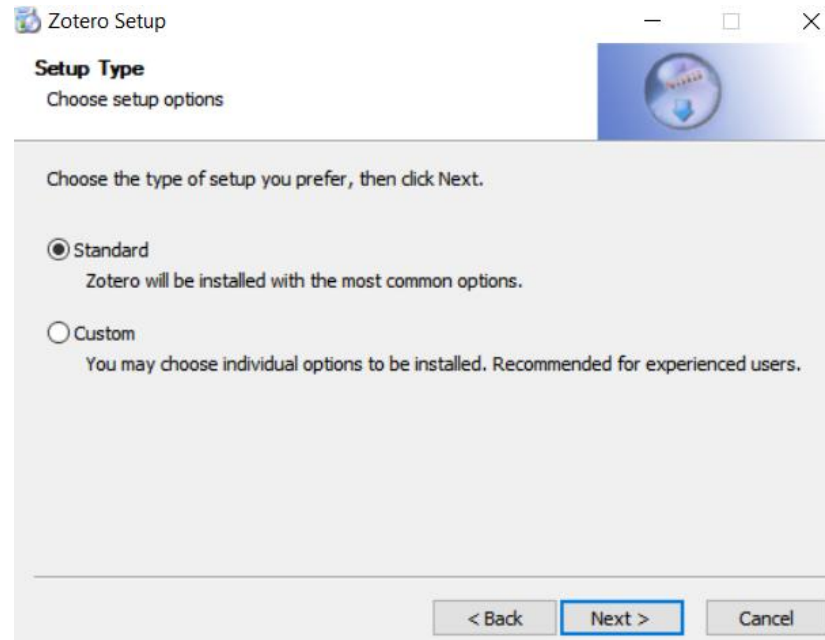 Zotero Setup
Setup Type
Choose setup options
Choose the type of setup you prefer, then click Next.
Standard
Zotero will be installed with the most common options.
Custom
You may choose individual options to be installed. Recommended for experienced users.
< Back Next > Cancel